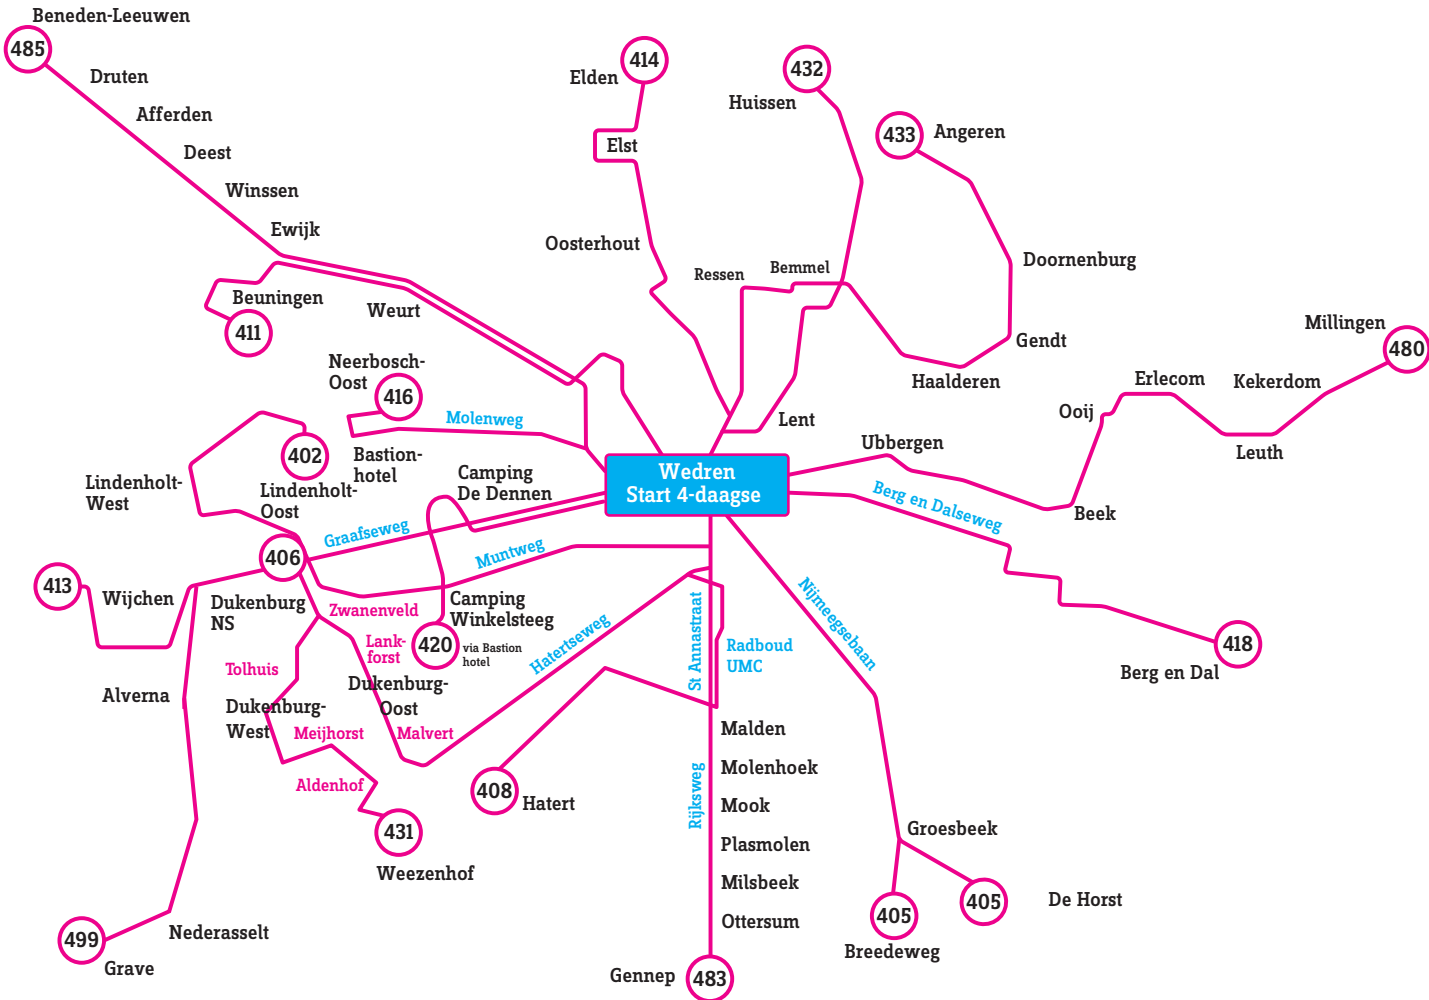 Beneden-Leeuwen
485
Druten
Afferden
Deest
Winssen
Ewijk
Beuningen
411
Weurt
Elden
414
Elst
Oosterhout
432
Huissen
433
Angeren
Ressen
Bemmel
Doornenburg
Gendt
Haalderen
Lent
Millingen
480
Kekerdom
Erlecom
Leuth
Ooij
Ubbergen
Beek
Neerbosch-
Oost
416
Molenweg
Bastion-
hotel
402
Lindenholt-
Oost
Lindenholt-
West
Camping
De Dennen
Wedren
Start 4-daagse
Berg en Dalseweg
418
Berg en Dal
Graafseweg
Muntweg
406
Dukenburg
NS
413
Wijchen
Alverna
Nederasselt
499
Grave
Zwanenveld
Lank-
forst
Camping
Winkelsteeg
420
via Bastion
hotel
Tolhuis
Dukenburg-
West
Dukenburg-
Oost
Meijhorst
Malvert
Aldenhof
431
Weezenhof
Hatertseweg
St Annastraat
Radboud
UMC
Nijmeegsebaan
408
Hatert
Rijksweg
Malden
Molenhoek
Mook
Plasmolen
Milsbeek
Ottersum
Gennep
483
Groesbeek
405
Breedeweg
405
De Horst